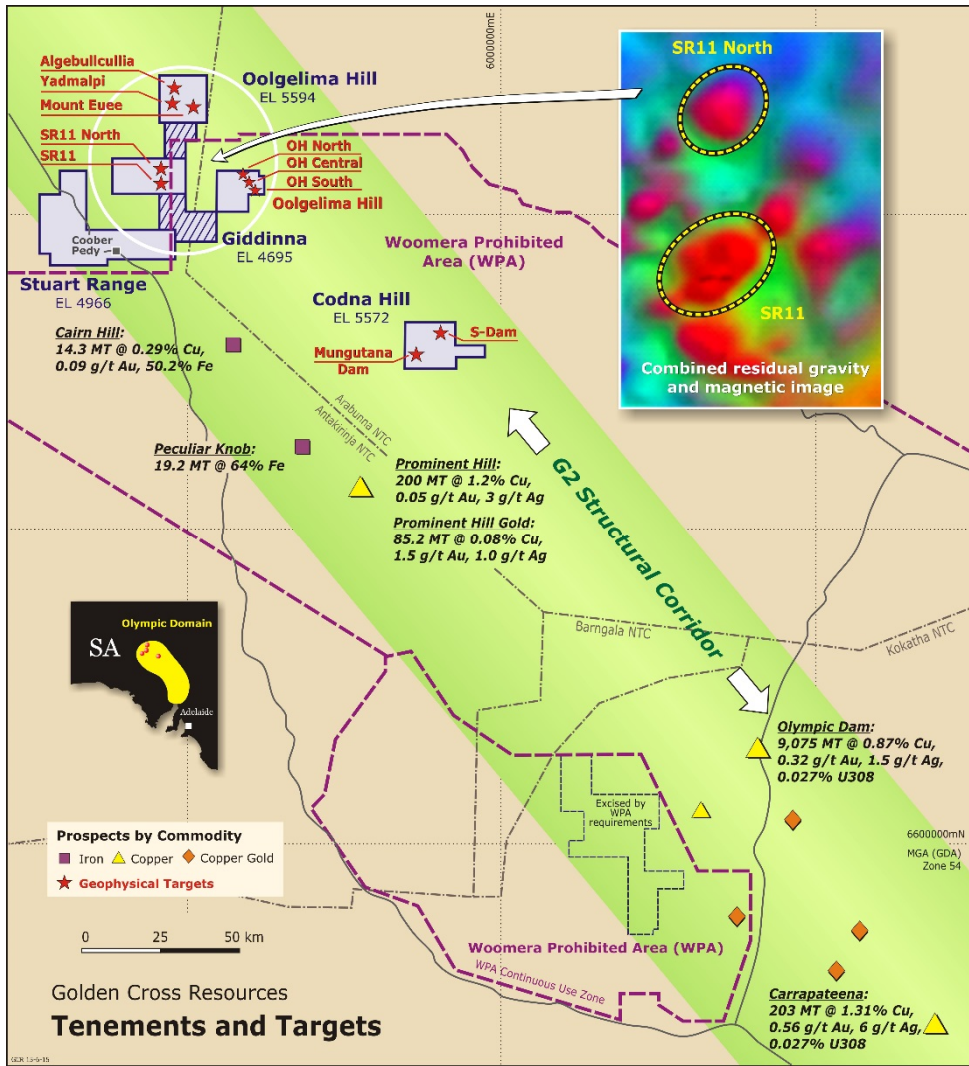 6000000mE
Algebullcullia
Yadmalpi
Mount Euee
Oolgelima Hill
EL 5594
SR11 North
SR11
OH North
OH Central
OH South
Oolgelima Hill
Coober
Pedy
Giddinna
EL 4695
Stuart Range
EL 4966
Woomera Prohibited
Area (WPA)
SR11 North
SR11
Combined residual gravity
and magnetic image
Codna Hill
EL 5572
S-Dam
Mungutana
Dam
Cairn Hill:
14.3 MT @ 0.29% Cu,
0.09 g/t Au, 50.2% Fe
Arabunna NTC
Antakirinja NTC
Peculiar Knob:
19.2 MT @ 64% Fe
Prominent Hill:
200 MT @ 1.2% Cu,
0.05 g/t Au, 3 g/t Ag
Prominent Hill Gold:
85.2 MT @ 0.08% Cu,
1.5 g/t Au, 1.0 g/t Ag
G2 Structural Corridor
Barngala NTC
Kokatha NTC
Olympic Domain
SA
Adelaide
Olympic Dam:
9,075 MT @ 0.87% Cu,
0.32 g/t Au, 1.5 g/t Ag,
0.027% U308
Excised by
WPA
requirements
6600000mN
MGA (GDA)
Zone 54
Prospects by Commodity
Iron Copper Copper Gold
Geophysical Targets
0 25 50 km
Woomera Prohibited Area (WPA)
WPA Continuous Use Zone
Carrapateena:
203 MT @ 1.31% Cu,
0.56 g/t Au, 6 g/t Ag,
0.027% U308
Golden Cross Resources
Tenements and Targets